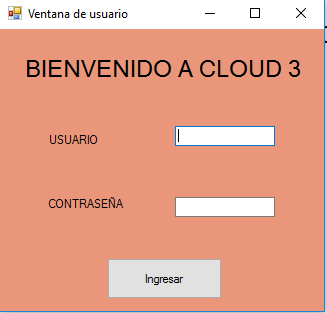 Ventana de usuario
BIENVENIDO A CLOUD 3
USUARIO
CONTRASEÑA
Ingresar